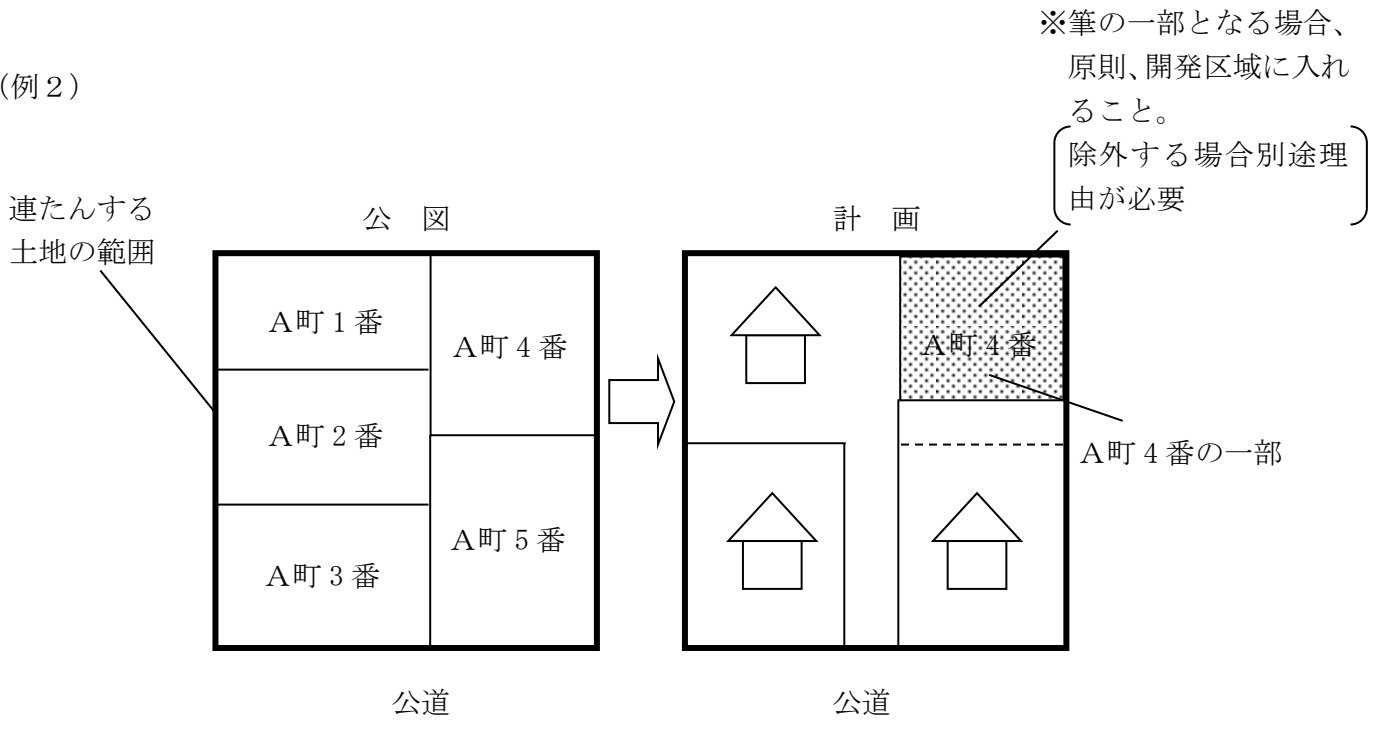 ※筆の一部となる場合、
原則、開発区域に入れ
ること。
除外する場合別途理
由が必要
(例２)
連たんする
土地の範囲
公　図
計　画
Ａ町１番
Ａ町４番
Ａ町２番
Ａ町５番
Ａ町３番
Ａ町４番
Ａ町４番の一部
公道
公道